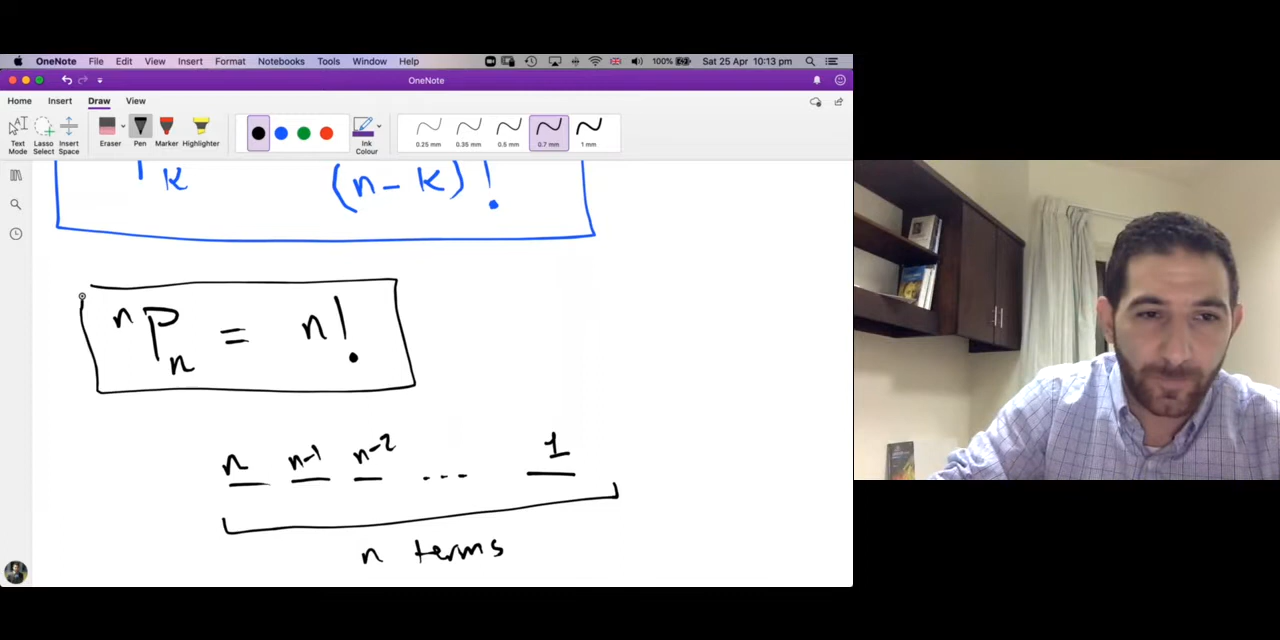 OneNote File Edit View Insert Format Notebooks Tools Window Help 100% Sat 25 Apr 10:13 pm
OneNote
Home Insert Draw View
Text Mode Lasso Select Insert Space Eraser Pen Marker Highlighter Ink Colour 0.25 mm 0.35 mm 0.5 mm 0.7 mm 1 mm
K (n - K)!
ⁿPₙ = n!
n n-1 n-2 ... 1
n terms